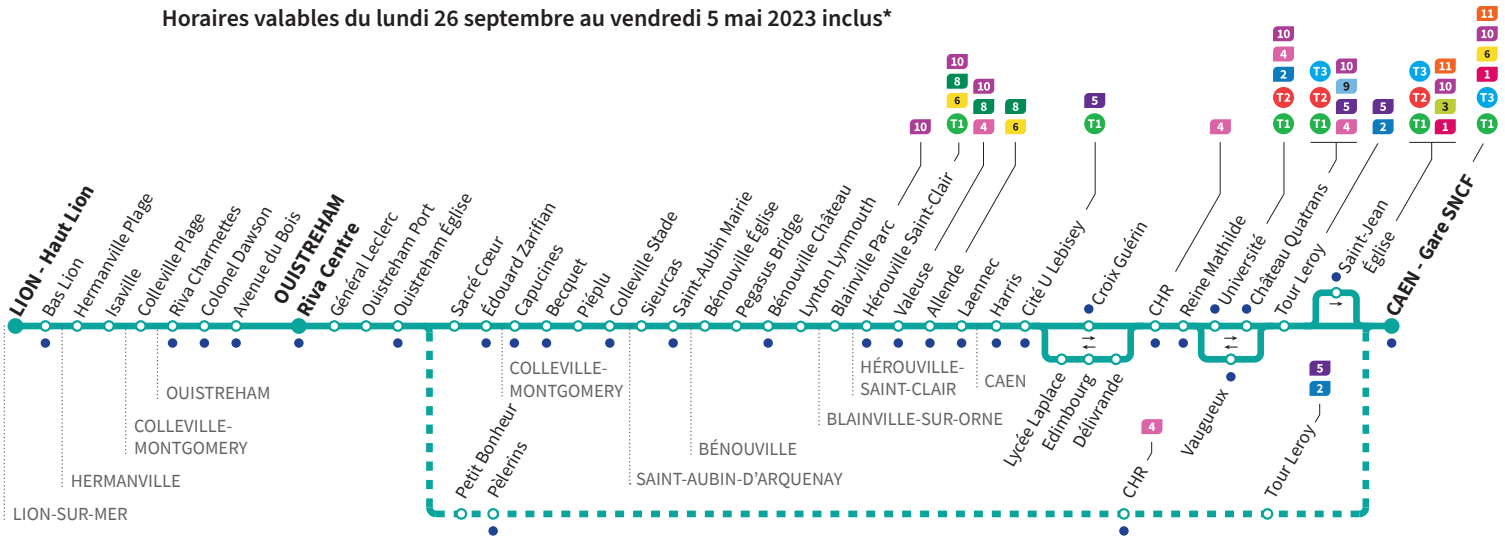 Horaires valables du lundi 26 septembre au vendredi 5 mai 2023 inclus*
LION - Haut Lion
Bas Lion
Hermanville Plage
Isaville
Colleville Plage
Riva Charmettes
Colonel Dawson
Avenue du Bois
OUISTREHAM
Riva Centre
Général Leclerc
Ouistreham Port
Ouistreham Église
Sacré Cœur
Édouard Zarifian
Capucines
Becquet
Piéplu
Colleville Stade
Sieurcas
Saint-Aubin Mairie
Bénouville Église
Pegasus Bridge
Bénouville Château
Lynton Lynmouth
Blainville Parc
10
Hérouville Saint-Clair
10
8
6
T1
Valeuse
10
8
4
Allende
8
6
Laennec
Harris
Cité U Lebisey
Croix Guérin
5
T1
CHR
4
Reine Mathilde
Université
10
4
2
T2
T1
Château Quatrans
T3
T2
T1
10
9
5
4
Tour Leroy
5
2
Saint-Jean
Église
T3
T2
T1
11
10
3
1
CAEN - Gare SNCF
11
10
6
1
T3
T1
Lycée Laplace
Edimbourg
Délivrande
Vaugueux
Petit Bonheur
Pèlerins
CHR
4
Tour Leroy
5
2
LION-SUR-MER
HERMANVILLE
COLLEVILLE-
MONTGOMERY
OUISTREHAM
COLLEVILLE-
MONTGOMERY
SAINT-AUBIN-D'ARQUENAY
BÉNOUVILLE
BLAINVILLE-SUR-ORNE
HÉROUVILLE-
SAINT-CLAIR
CAEN